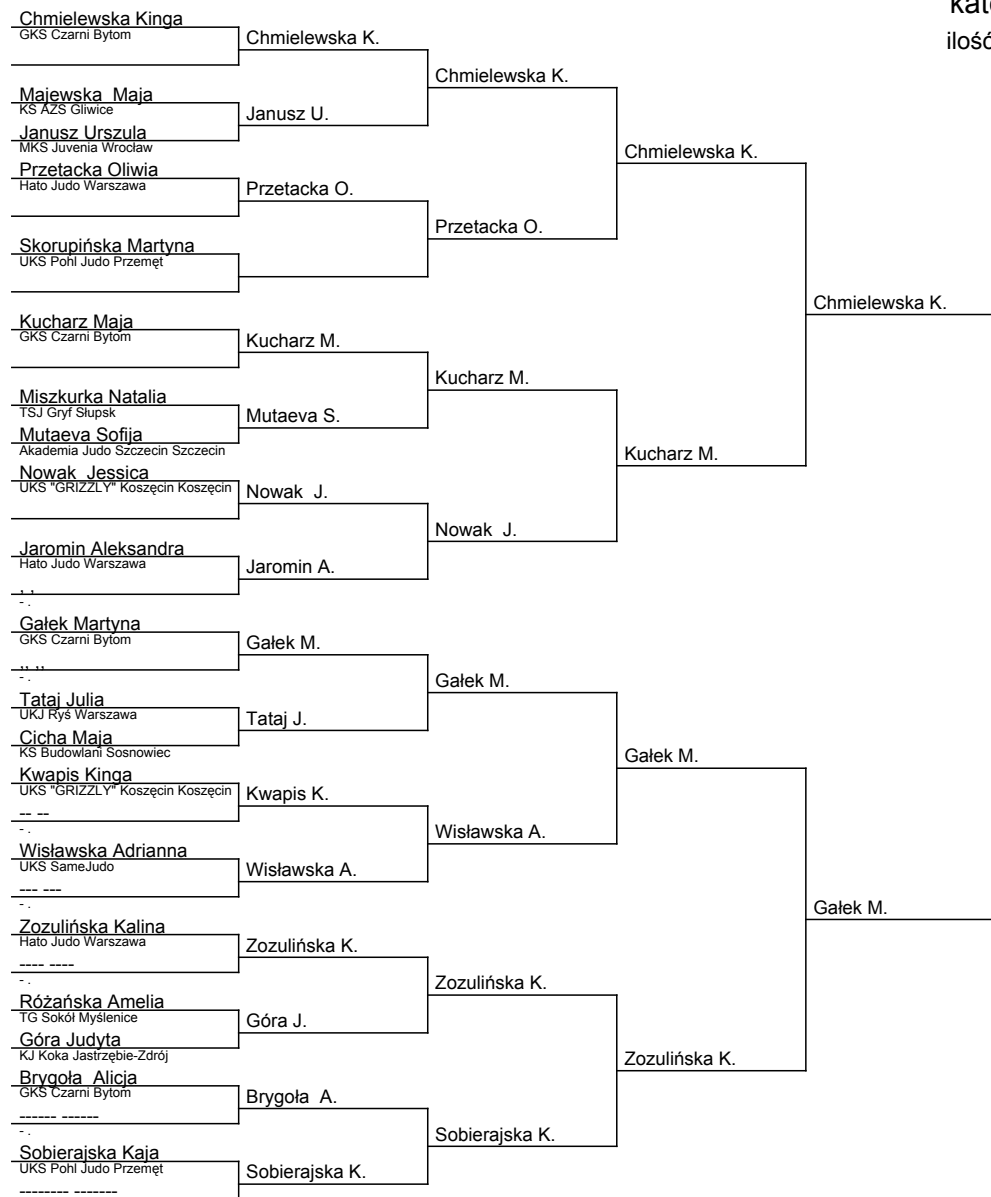 kat
ilość
Chmielewska Kinga
GKS Czarni Bytom
Majewska  Maja
KS AZS Gliwice
Janusz Urszula
MKS Juvenia Wrocław
Przetacka Oliwia
Hato Judo Warszawa
Skorupińska Martyna
UKS Pohl Judo Przemęt
Kucharz Maja
GKS Czarni Bytom
Miszkurka Natalia
TSJ Gryf Słupsk
Mutaeva Sofija
Akademia Judo Szczecin Szczecin
Nowak  Jessica
UKS "GRIZZLY" Koszęcin Koszęcin
Jaromin Aleksandra
Hato Judo Warszawa
, ,
- .
Gałek Martyna
GKS Czarni Bytom
,, ,,
- .
Tataj Julia
UKJ Ryś Warszawa
Cicha Maja
KS Budowlani Sosnowiec
Kwapis Kinga
UKS "GRIZZLY" Koszęcin Koszęcin
-- --
- .
Wisławska Adrianna
UKS SameJudo
--- ---
- .
Zozulińska Kalina
Hato Judo Warszawa
---- ----
- .
Różańska Amelia
TG Sokół Myślenice
Góra Judyta
KJ Koka Jastrzębie-Zdrój
Brygoła  Alicja
GKS Czarni Bytom
------ ------
- .
Sobierajska Kaja
UKS Pohl Judo Przemęt
-------- -------
Chmielewska K.
Janusz U.
Przetacka O.
Kucharz M.
Mutaeva S.
Nowak  J.
Jaromin A.
Gałek M.
Tataj J.
Kwapis K.
Wisławska A.
Zozulińska K.
Góra J.
Brygoła  A.
Sobierajska K.
Chmielewska K.
Przetacka O.
Kucharz M.
Nowak  J.
Gałek M.
Wisławska A.
Zozulińska K.
Sobierajska K.
Chmielewska K.
Kucharz M.
Gałek M.
Zozulińska K.
Chmielewska K.
Gałek M.